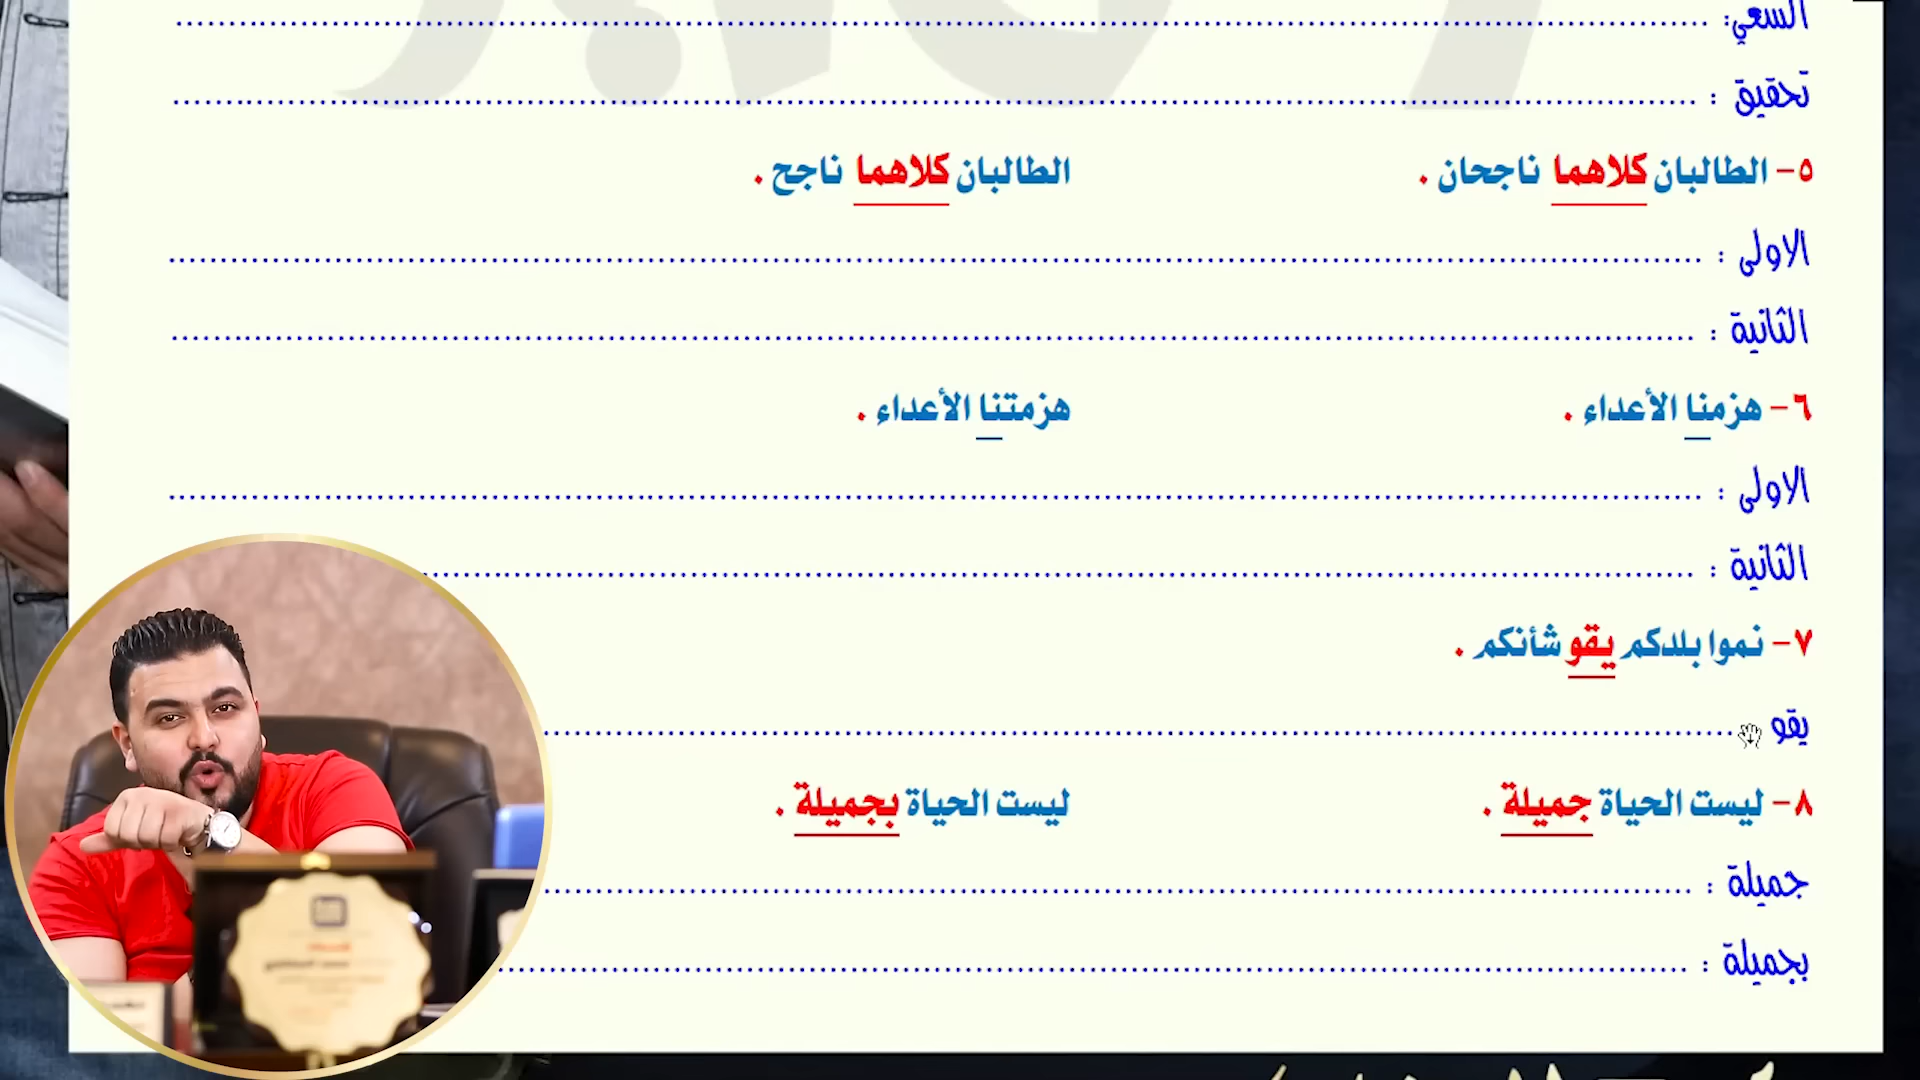 السعي: ........................................
تحقيق : ........................................
٥- الطالبان كلاهما ناجحان . الطالبان كلاهما ناجح .
الاولى : ........................................
الثانية : ........................................
٦- هزمنا الأعداء . هزمتنا الأعداء .
الاولى : ........................................
الثانية : ........................................
٧- نموا بلدكم يقو شأنكم .
يقو ........................................
٨- ليست الحياة جميلة . ليست الحياة بجميلة .
جميلة : ........................................
بجميلة : ........................................